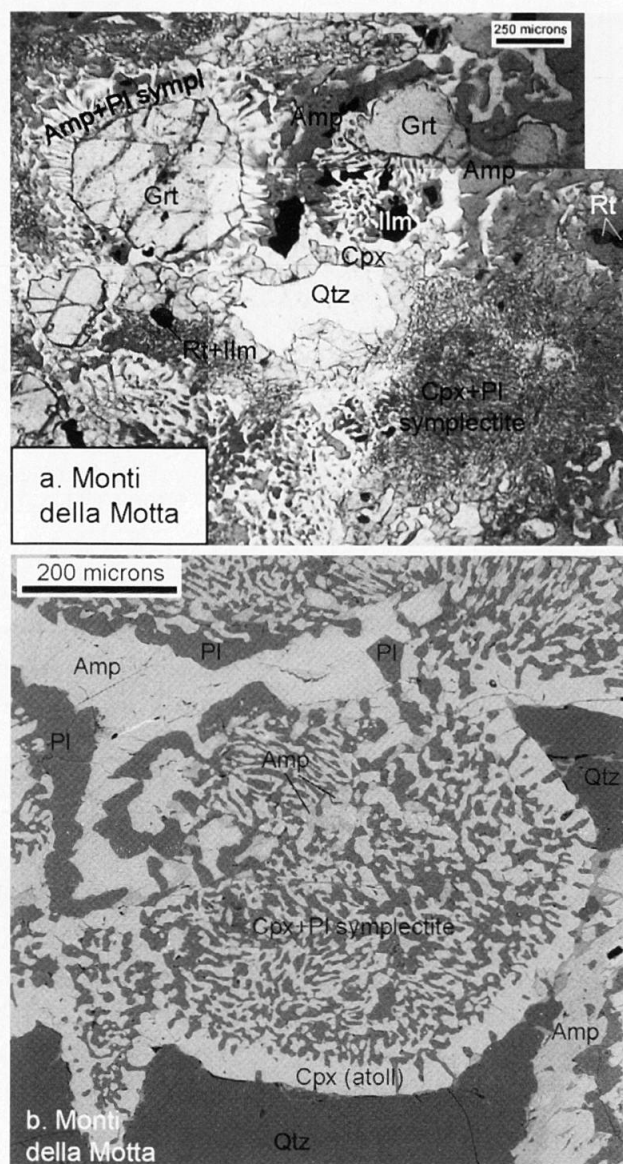 250 microns
Amp+Pl sympl
Amp
Grt
Grt
Amp
Rt
Ilm
Cpx
Qtz
Rt+Ilm
Cpx+Pl
symplectite
a. Monti
della Motta
200 microns
Amp
Pl
Pl
Pl
Amp
Qtz
Cpx+Pl symplectite
Amp
Cpx (atoll)
b. Monti
della Motta
Qtz